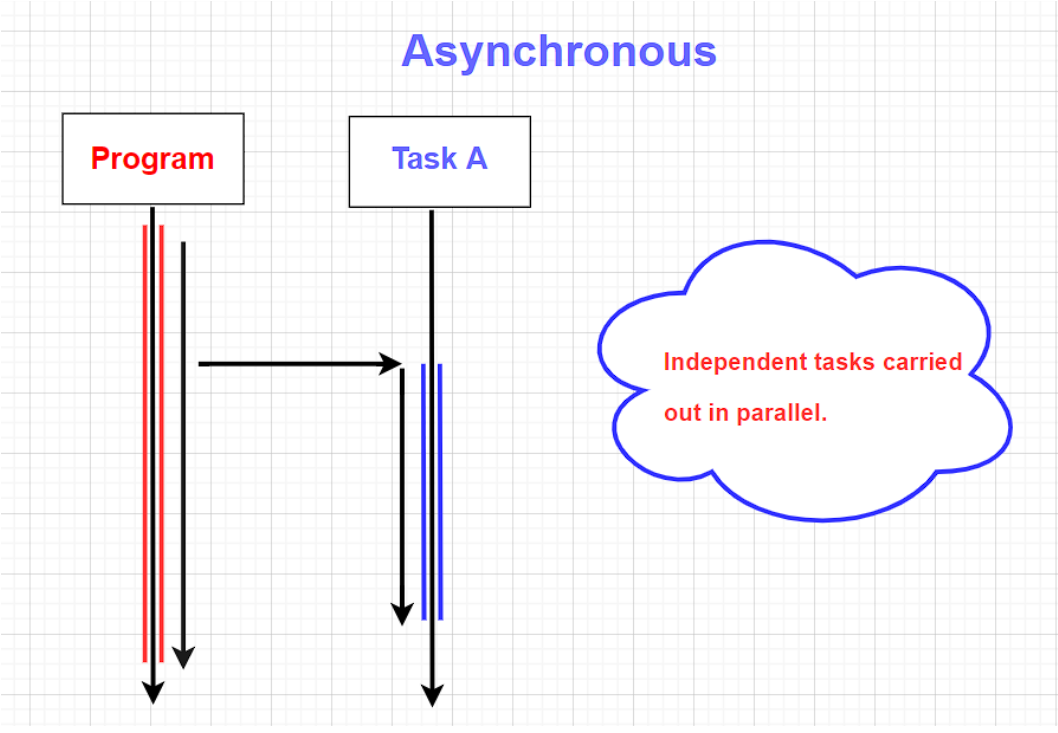 Asynchronous
Program
Task A
Independent tasks carried
out in parallel.